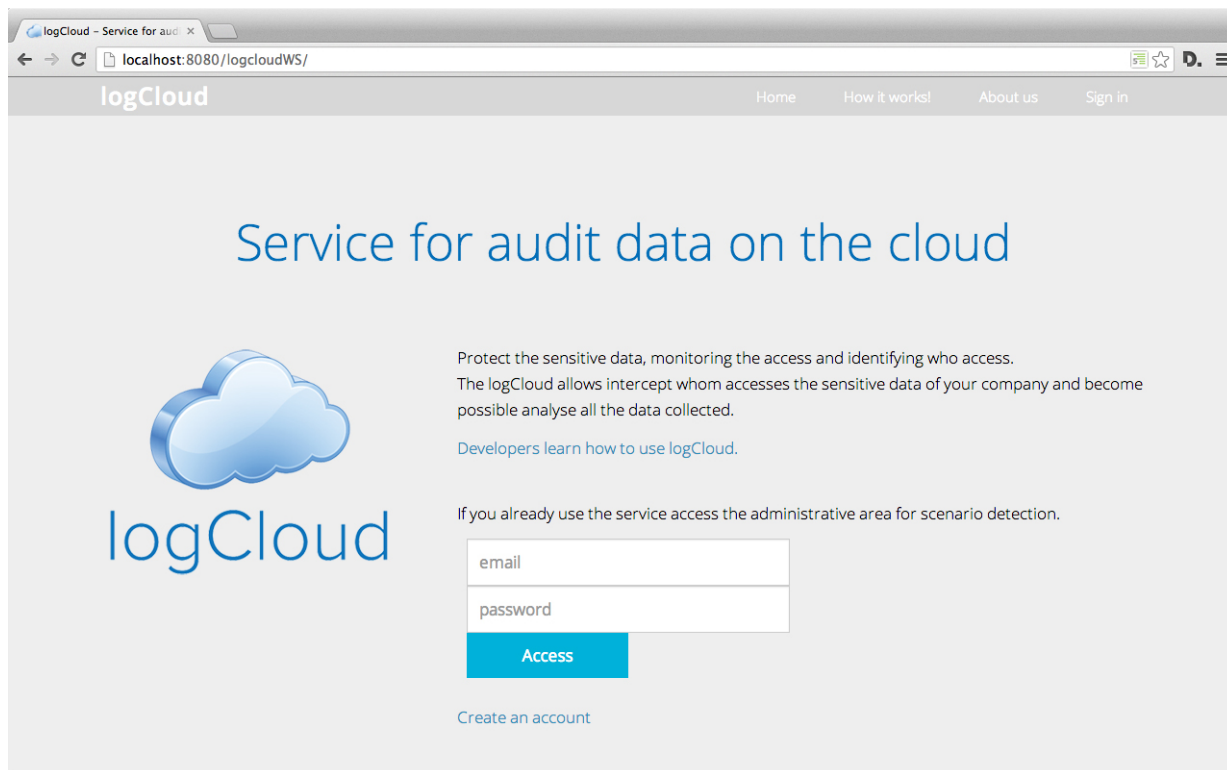 logCloud – Service for aud
localhost:8080/logcloudWS/
D.
logCloud Home How it works! About us Sign in
Service for audit data on the cloud
Protect the sensitive data, monitoring the access and identifying who access.
The logCloud allows intercept whom accesses the sensitive data of your company and become
possible analyse all the data collected.
Developers learn how to use logCloud.
logCloud
If you already use the service access the administrative area for scenario detection.
email
password
Access
Create an account